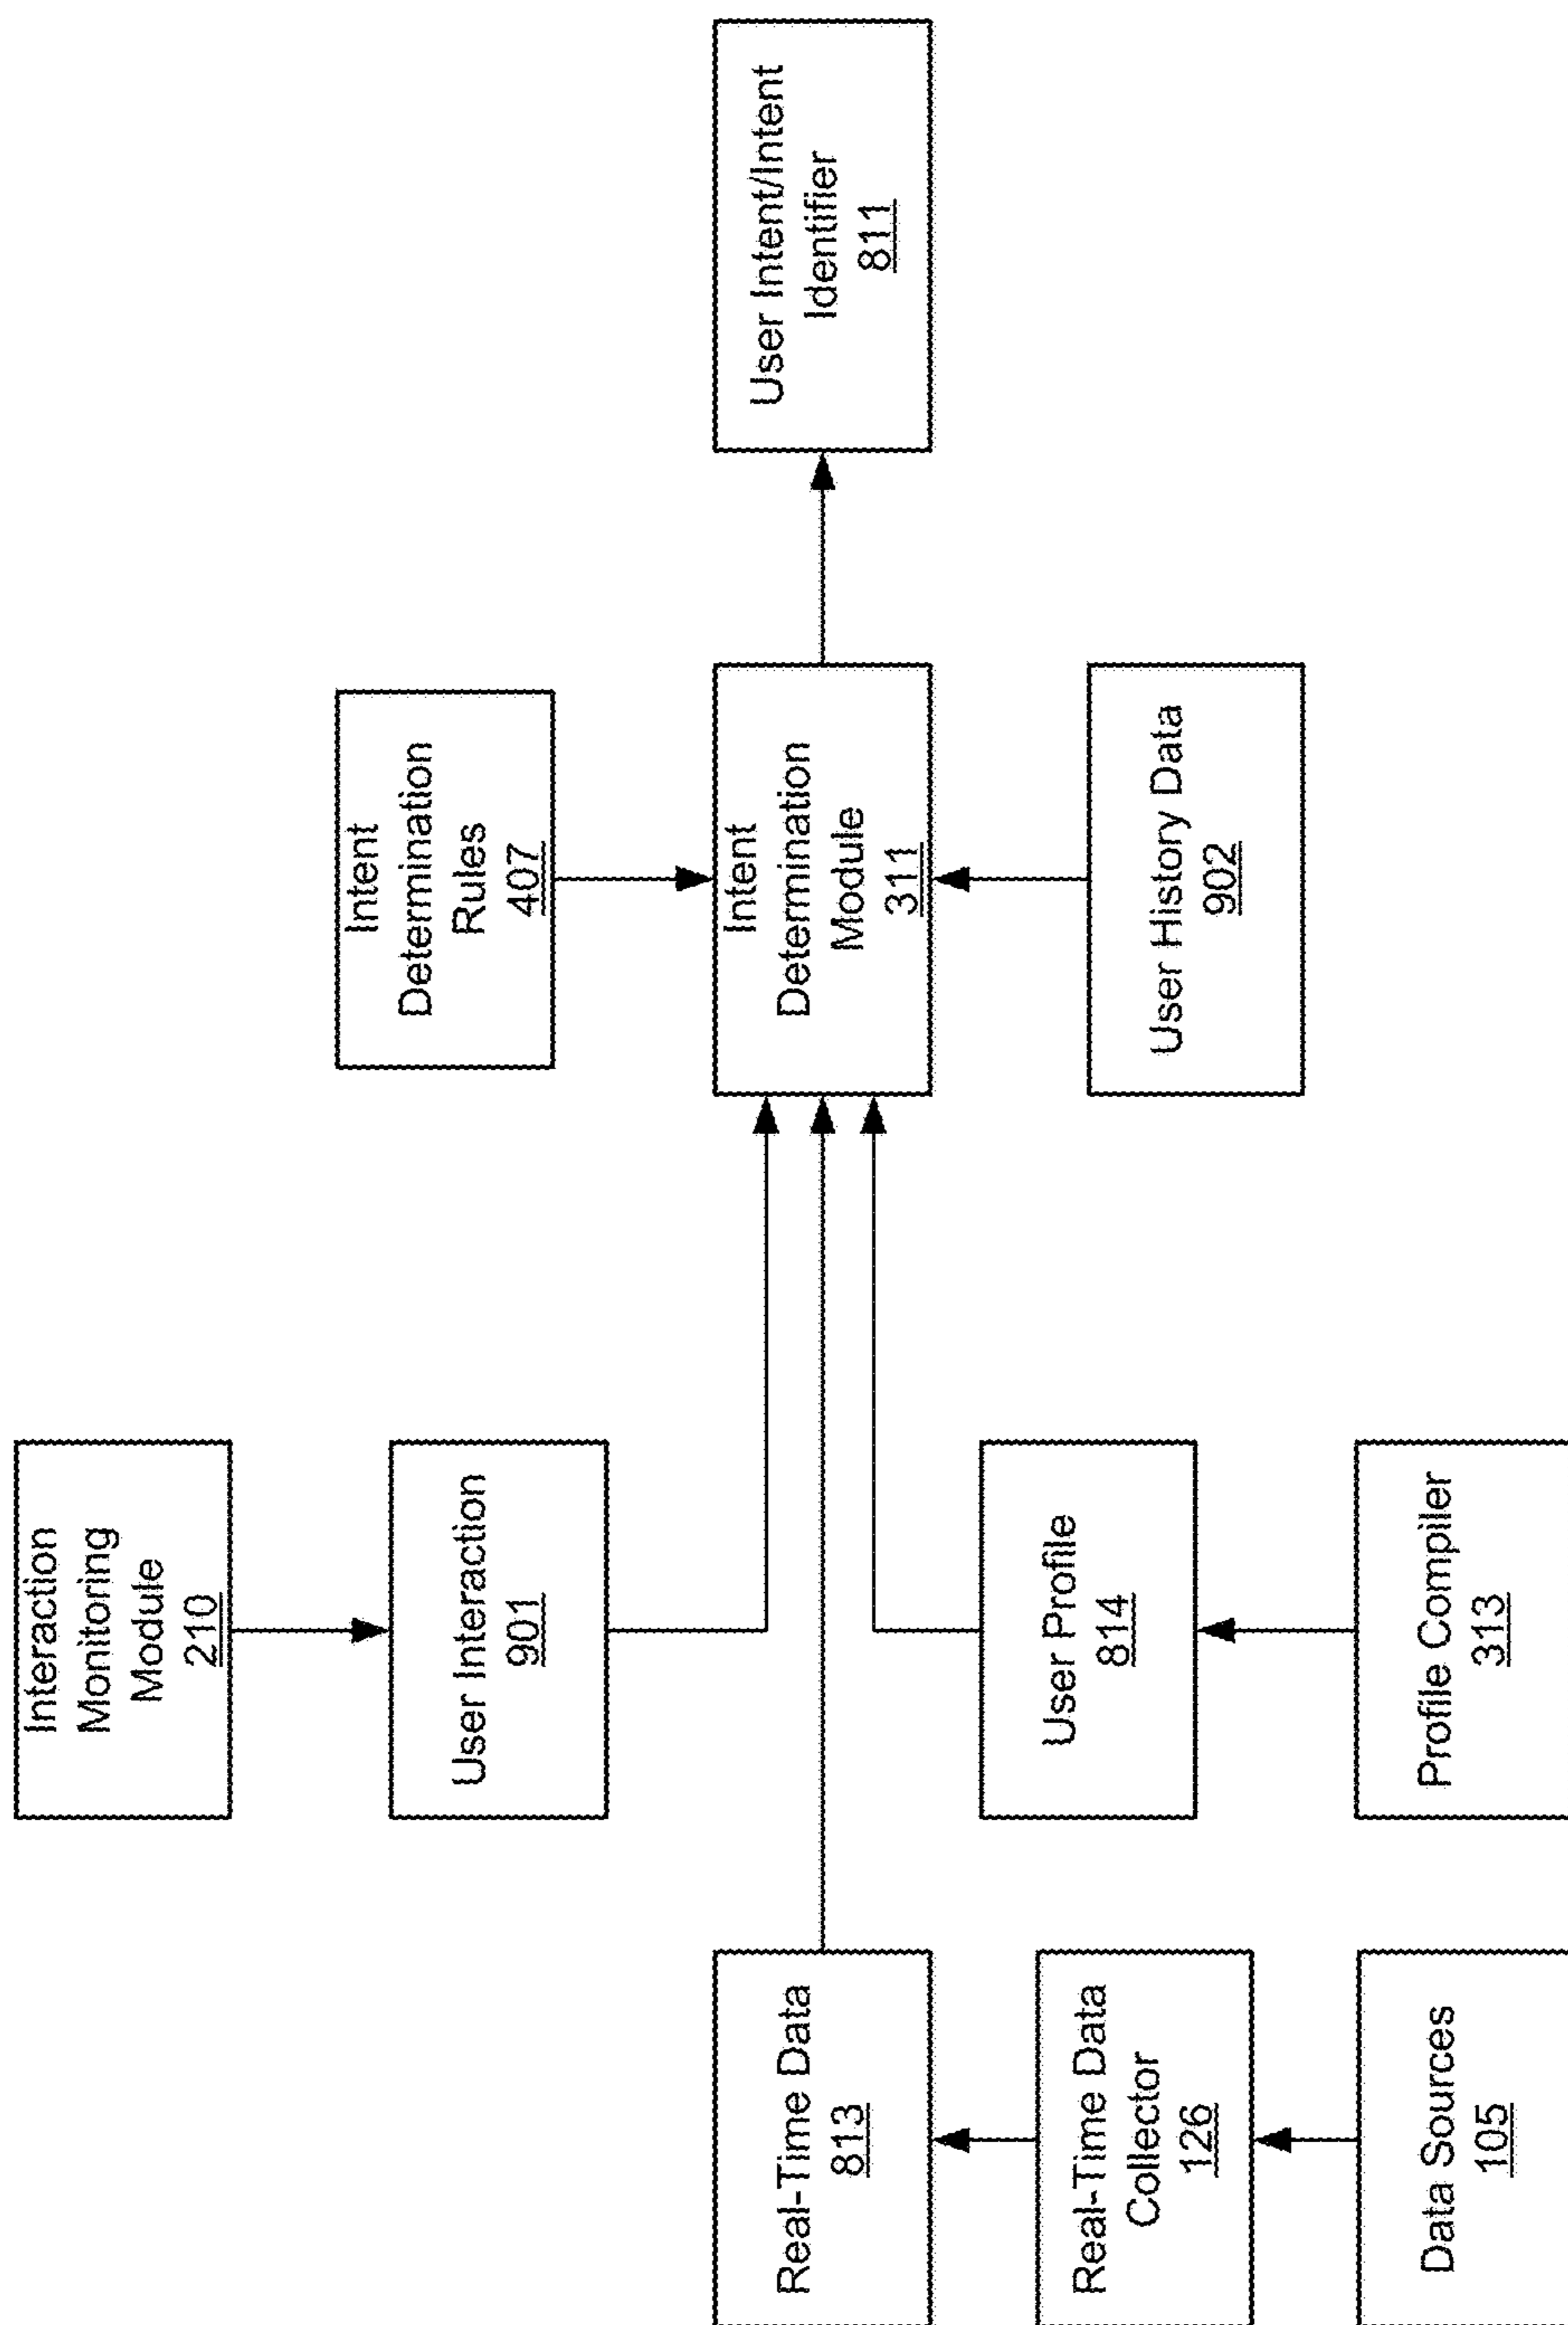 Interaction
Monitoring
Module
210
User Interaction
901
Real-Time Data
813
Real-Time Data
Collector
126
Data Sources
105
User Profile
814
Profile Compiler
313
Intent
Determination
Rules
407
Intent
Determination
Module
311
User History Data
902
User Intent/Intent
Identifier
811